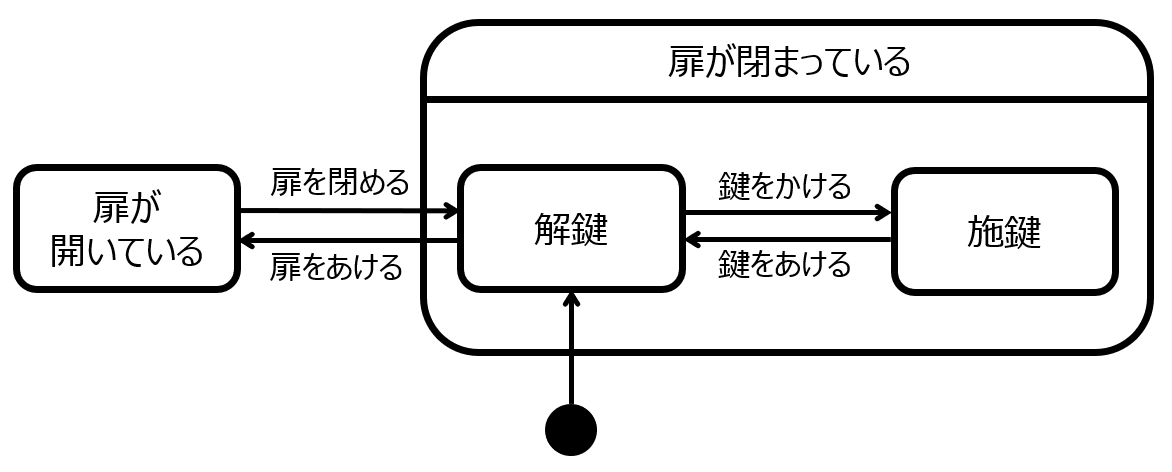 扉が閉まっている
扉が
開いている
扉を閉める
扉をあける
解鍵
鍵をかける
鍵をあける
施鍵